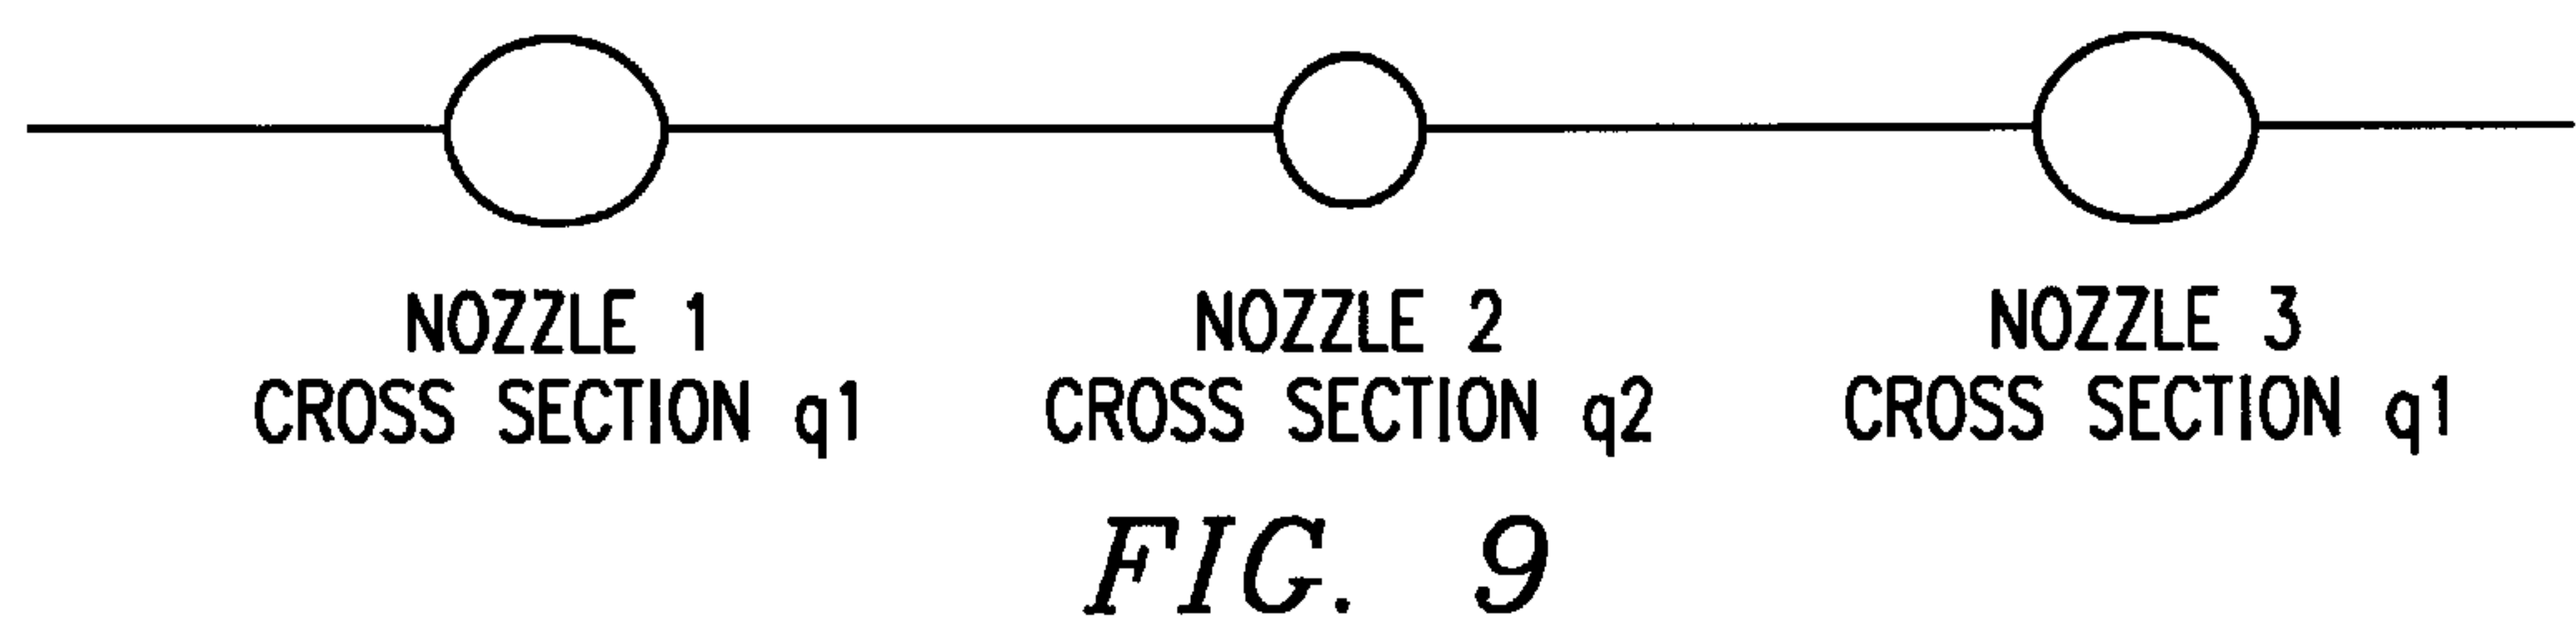 NOZZLE 1
CROSS SECTION q1
NOZZLE 2
CROSS SECTION q2
NOZZLE 3
CROSS SECTION q1
FIG. 9